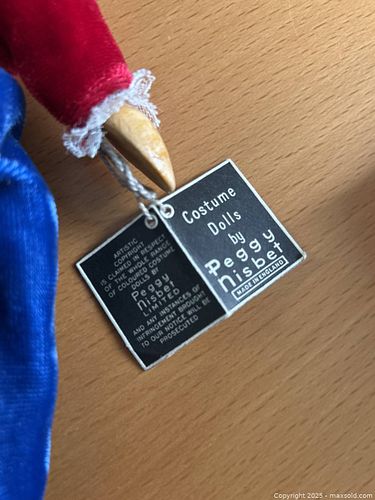 ARTISTIC
COPYRIGHT
IS CLAIMED IN RESPECT
OF THE WHOLE RANGE
OF COLOURED COSTUME
DOLLS BY
Peggy
Nisbet
LIMITED
AND ANY INSTANCES OF
INFRINGEMENT BROUGHT
TO OUR NOTICE WILL BE
PROSECUTED
Costume
Dolls
by
Peggy
Nisbet
MADE IN ENGLAND
Copyright 2025 - maxsold.com